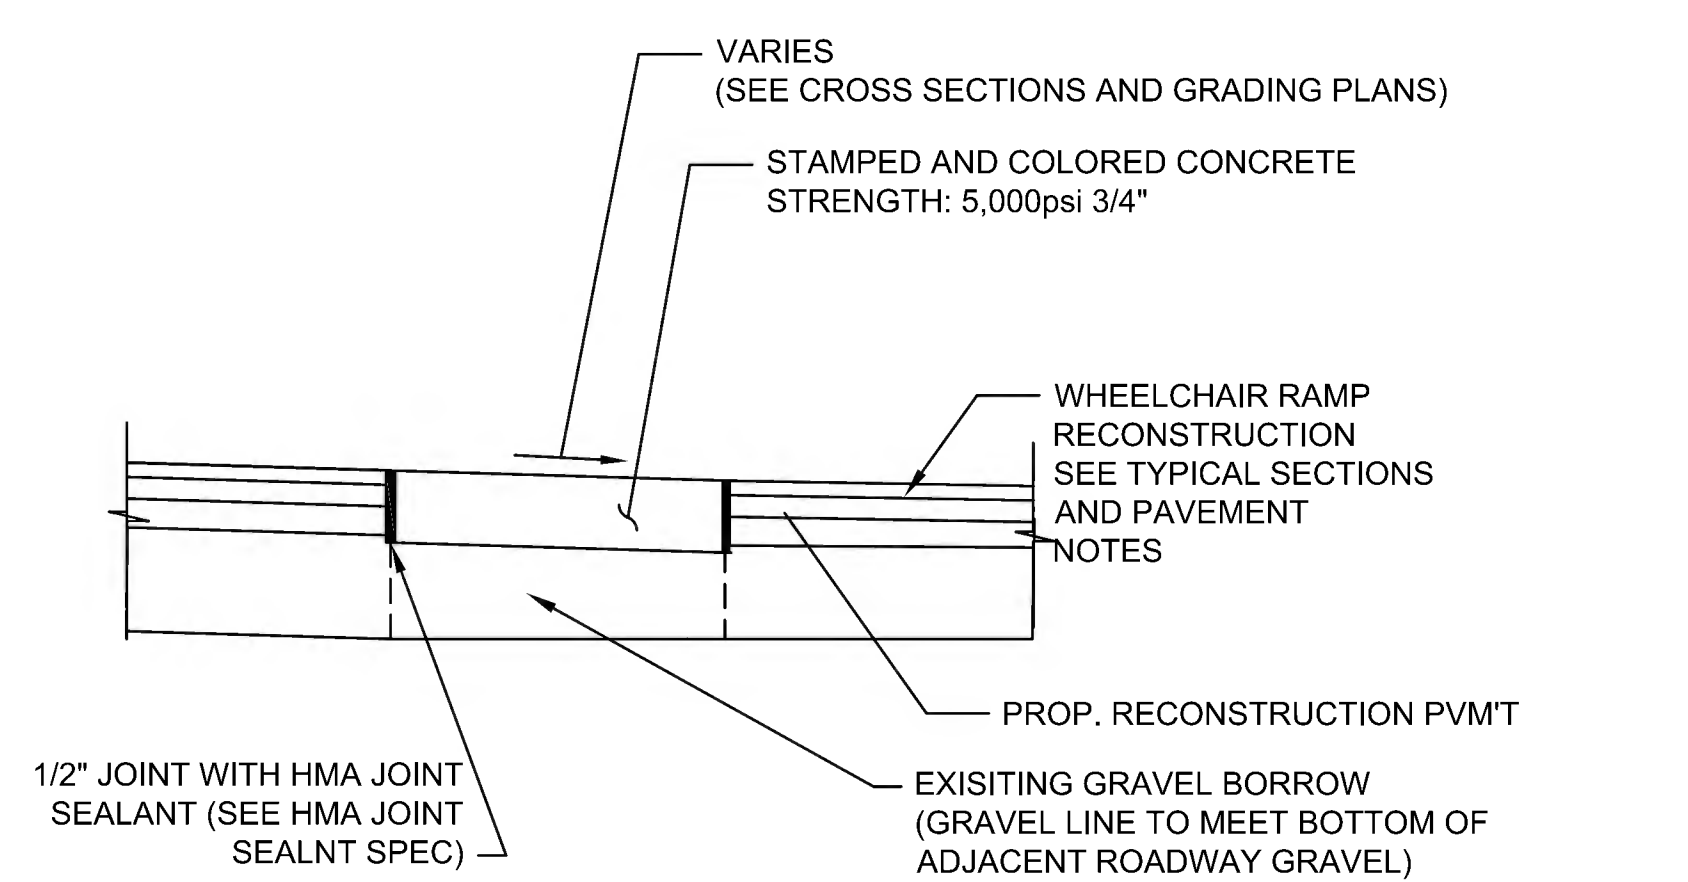 VARIES
(SEE CROSS SECTIONS AND GRADING PLANS)
STAMPED AND COLORED CONCRETE
STRENGTH: 5,000psi 3/4"
WHEELCHAIR RAMP
RECONSTRUCTION
SEE TYPICAL SECTIONS
AND PAVEMENT
NOTES
PROP. RECONSTRUCTION PVM'T
1/2" JOINT WITH HMA JOINT
SEALANT (SEE HMA JOINT
SEALNT SPEC)
EXISITING GRAVEL BORROW
(GRAVEL LINE TO MEET BOTTOM OF
ADJACENT ROADWAY GRAVEL)